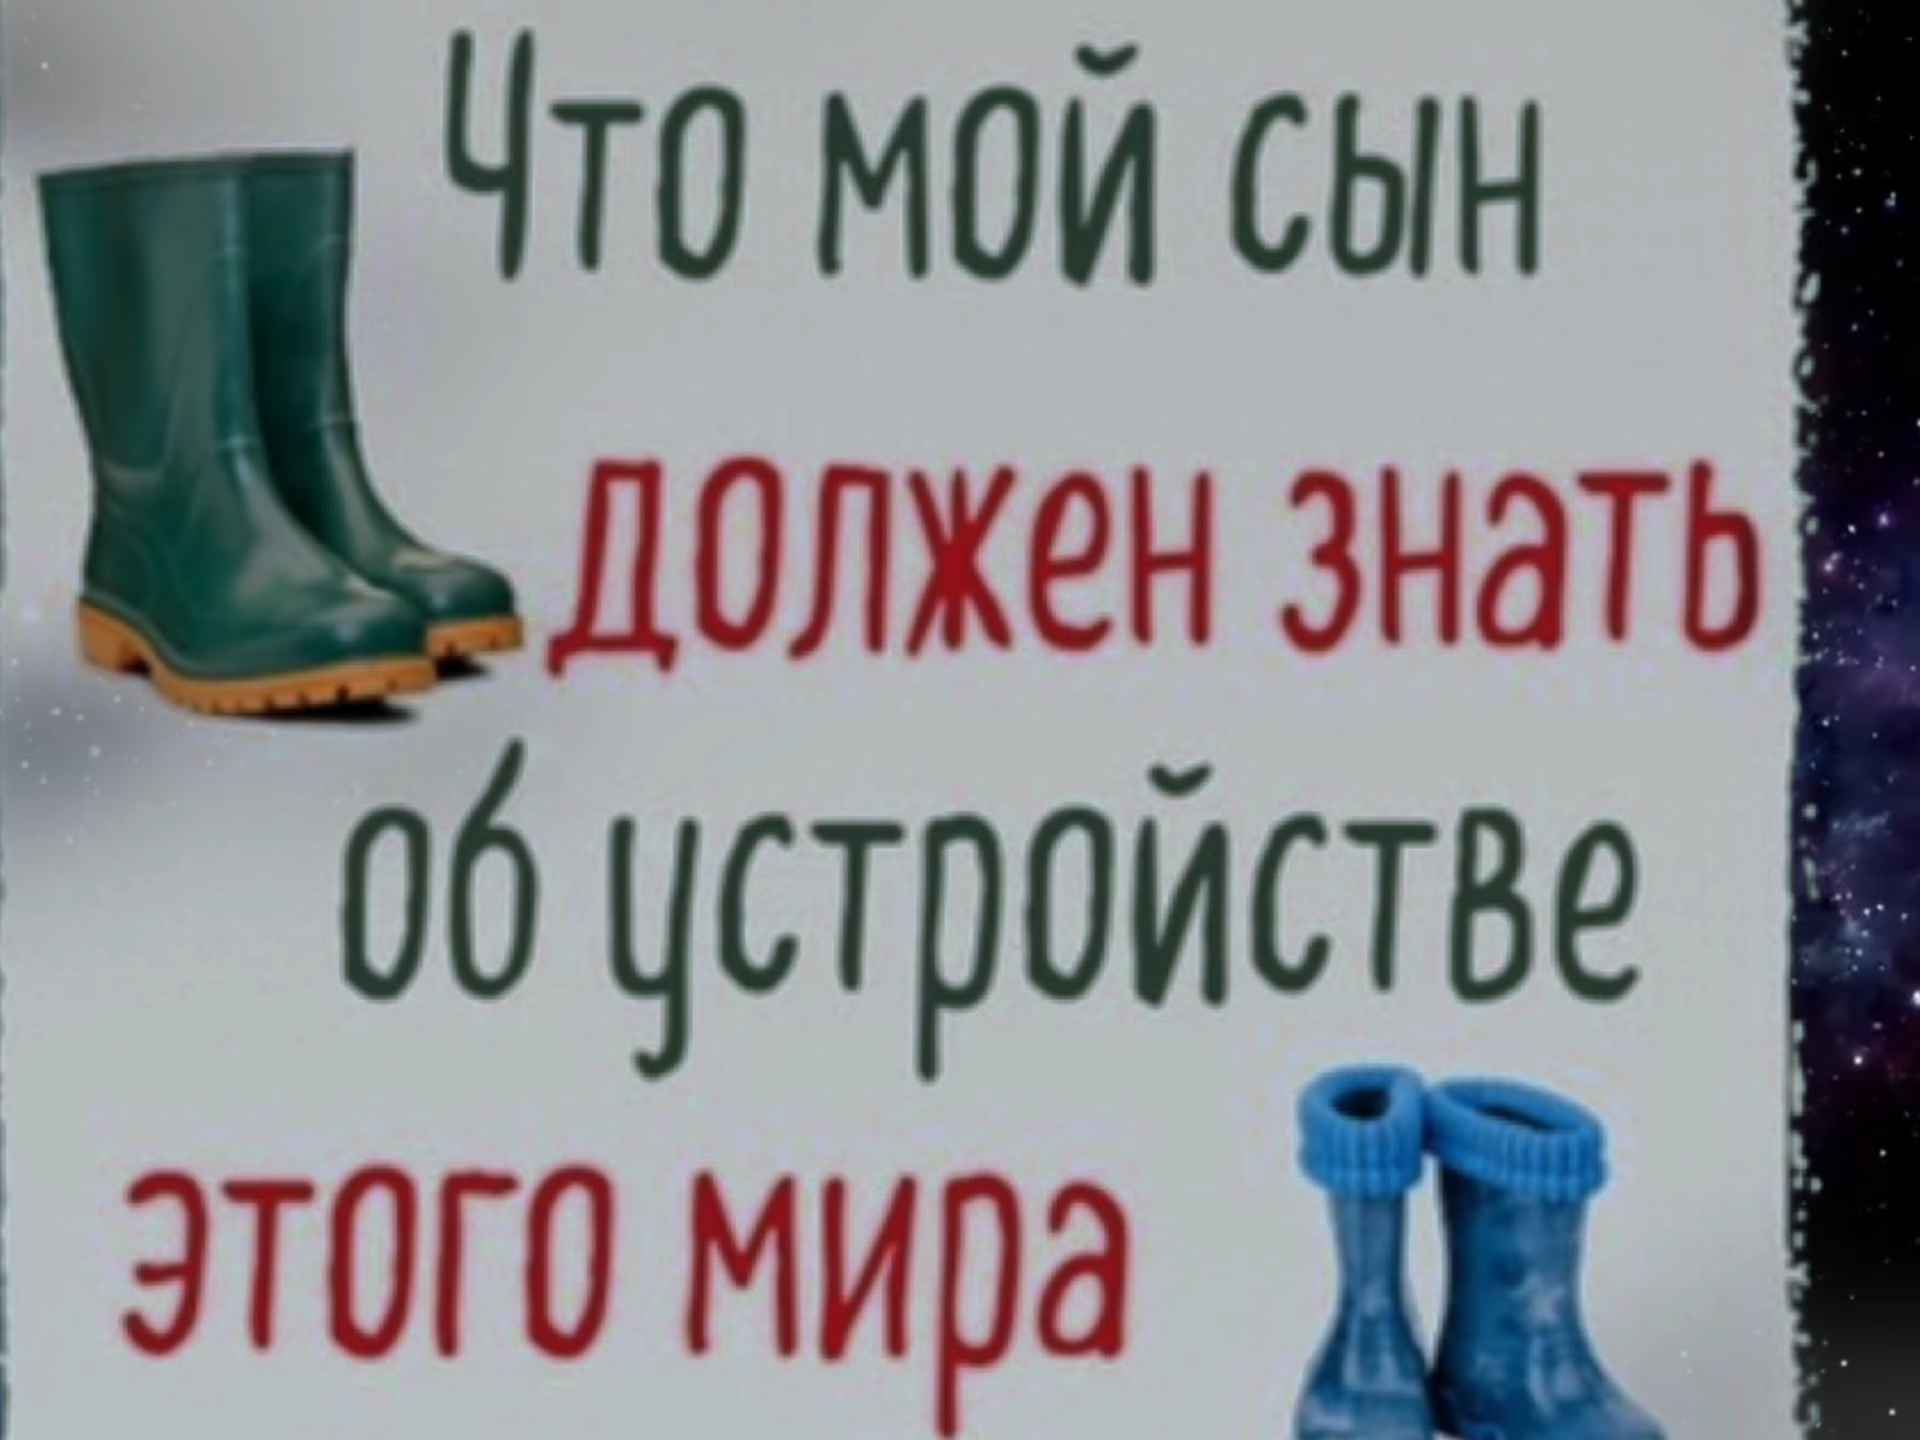 Что мой сын
должен знать
об устройстве
этого мира